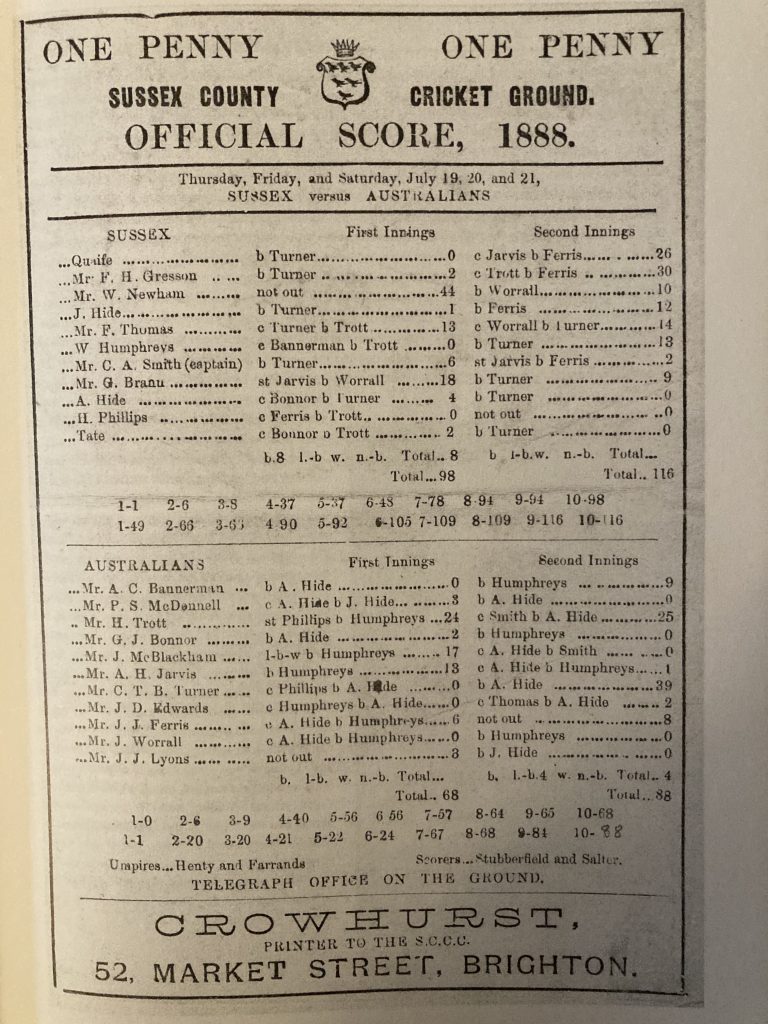 ONE PENNY ONE PENNY
SUSSEX COUNTY CRICKET GROUND.
OFFICIAL SCORE, 1888.
Thursday, Friday, and Saturday, July 19, 20, and 21,
SUSSEX versus AUSTRALIANS
SUSSEX First Innings Second Innings
...Quaife ........................ b Turner...........................0 c Jarvis b Ferris...............26
...Mr F. H. Gresson .. ... b Turner ........................2 c Trott b Ferris ..............30
...Mr. W. Newham ......... not out ........................44 b Worrall........................10
...J. Hide........................ b Turner ........................1 b Ferris ........................12
...Mr. F. Thomas ........... c Turner b Trott..............13 c Worrall b Turner............14
...W Humphreys ............ c Bannerman b Trott .........0 b Turner ........................13
...Mr. C. A. Smith (captain) b Turner...........................6 st Jarvis b Ferris ...............2
...Mr. G. Brann ............... st Jarvis b Worrall .........18 b Turner ........................ 9
...A. Hide ..................... c Bonnor b Turner ......... 4 b Turner ........................0
...H. Phillips .................. c Ferris b Trott............... 0 not out ........................0
...Tate ........................ c Bonnor b Trott ............ 2 b Turner ........................0
b.8 l.-b w. n.-b. Total.. 8 b l-b.w. n.-b. Total...
Total...98 Total.. 116
1-1 2-6 3-8 4-37 5-37 6-48 7-78 8-94 9-94 10-98
1-49 2-66 3-66 4 90 5-92 6-105 7-109 8-109 9-116 10-116
AUSTRALIANS First Innings Second Innings
...Mr. A. C. Bannerman ... b A. Hide ........................0 b Humphreys ..................9
...Mr. P. S. McDonnell ... c A. Hide b J. Hide............3 b A. Hide ........................0
.. Mr. H. Trott ............... st Phillips b Humphreys ...24 c Smith b A. Hide............25
...Mr. G. J. Bonnor ......... b A. Hide ........................2 b Humphreys ..................0
...Mr. J. McBlackham ...... l-b-w b Humphreys ...... 17 c A. Hide b Smith ............0
...Mr. A. H. Jarvis ......... b Humphreys ..................13 c A. Hide b Humphreys...1
...Mr. C. T. B. Turner ...... c Phillips b A. Hide .........0 b A. Hide .....................39
...Mr. J. D. Edwards ...... c Humphreys b A. Hide......0 c Thomas b A. Hide ...... 2
...Mr. J. J. Ferris ............ c A. Hide b Humphreys......6 not out ........................8
...Mr. J. Worrall ............ c A. Hide b Humphreys......0 b Humphreys ..................0
...Mr. J. J. Lyons ............ not out ........................3 b J. Hide ........................0
b. l-b. w. n.-b. Total... b. l.-b.4 w. n.-b. Total.. 4
Total.. 68 Total.. 88
1-0 2-6 3-9 4-40 5-56 6 56 7-57 8-64 9-65 10-68
1-1 2-20 3-20 4-21 5-22 6-24 7-67 8-68 9-84 10- 88
Umpires...Henty and Farrands Scorers...Stubberfield and Salter.
TELEGRAPH OFFICE ON THE GROUND.
CROWHURST,
PRINTER TO THE S.C.C.C.
52, MARKET STREET, BRIGHTON.